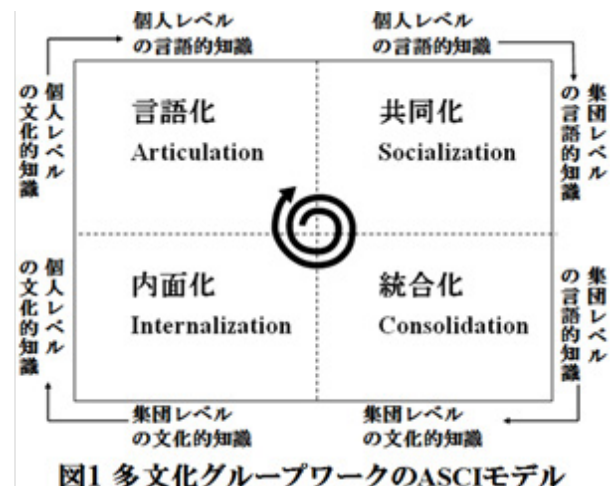 個人レベル
の言語的知識
個人レベル
の言語的知識
個人レベル
の文化的知識
言語化
Articulation
共同化
Socialization
集団レベル
の言語的知識
個人レベル
の文化的知識
内面化
Internalization
統合化
Consolidation
集団レベル
の言語的知識
集団レベル
の文化的知識
集団レベル
の文化的知識
図1 多文化グループワークのASCIモデル